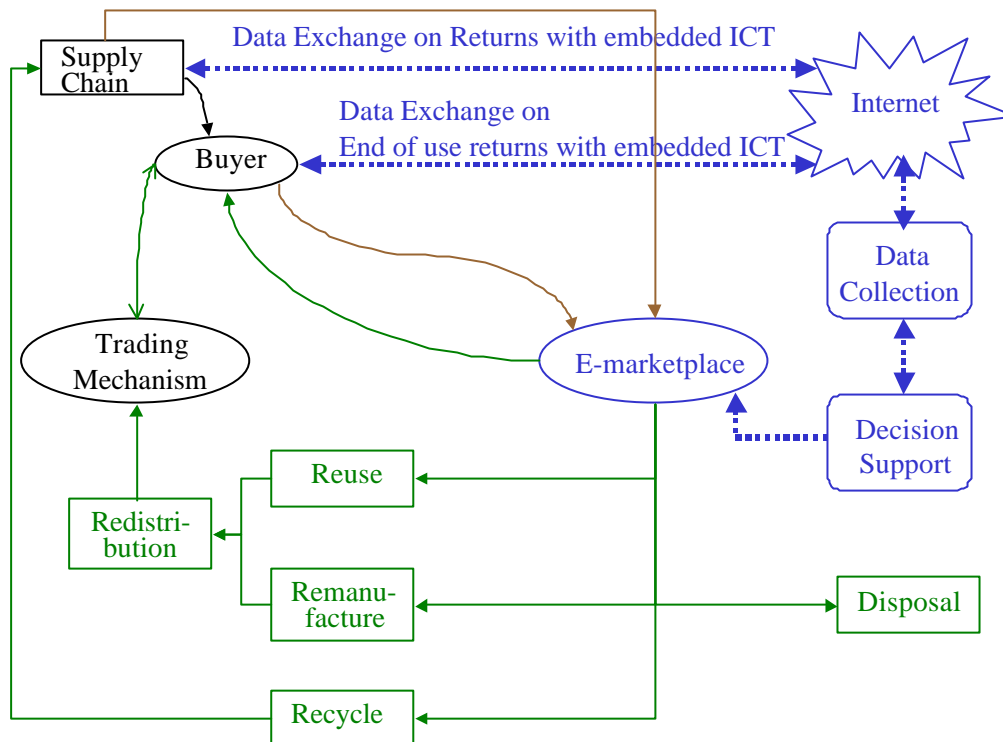 Data Exchange on Returns with embedded ICT
Supply
Chain
Internet
Data Exchange on
End of use returns with embedded ICT
Buyer
Data
Collection
Trading
Mechanism
E-marketplace
Decision
Support
Reuse
Redistri-
bution
Remanu-
facture
Disposal
Recycle